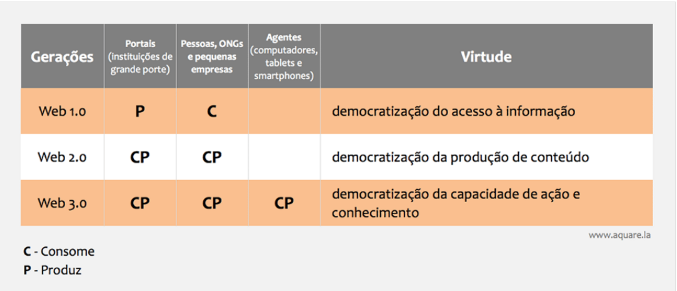 Gerações
Portais
(instituições de
grande porte)
Pessoas, ONGs
e pequenas
empresas
Agentes
(computadores,
tablets e
smartphones)
Virtude
Web 1.0 P C democratização do acesso à informação
Web 2.0 CP CP democratização da produção de conteúdo
Web 3.0 CP CP CP democratização da capacidade de ação e
conhecimento
www.aquare.la
C - Consome
P - Produz